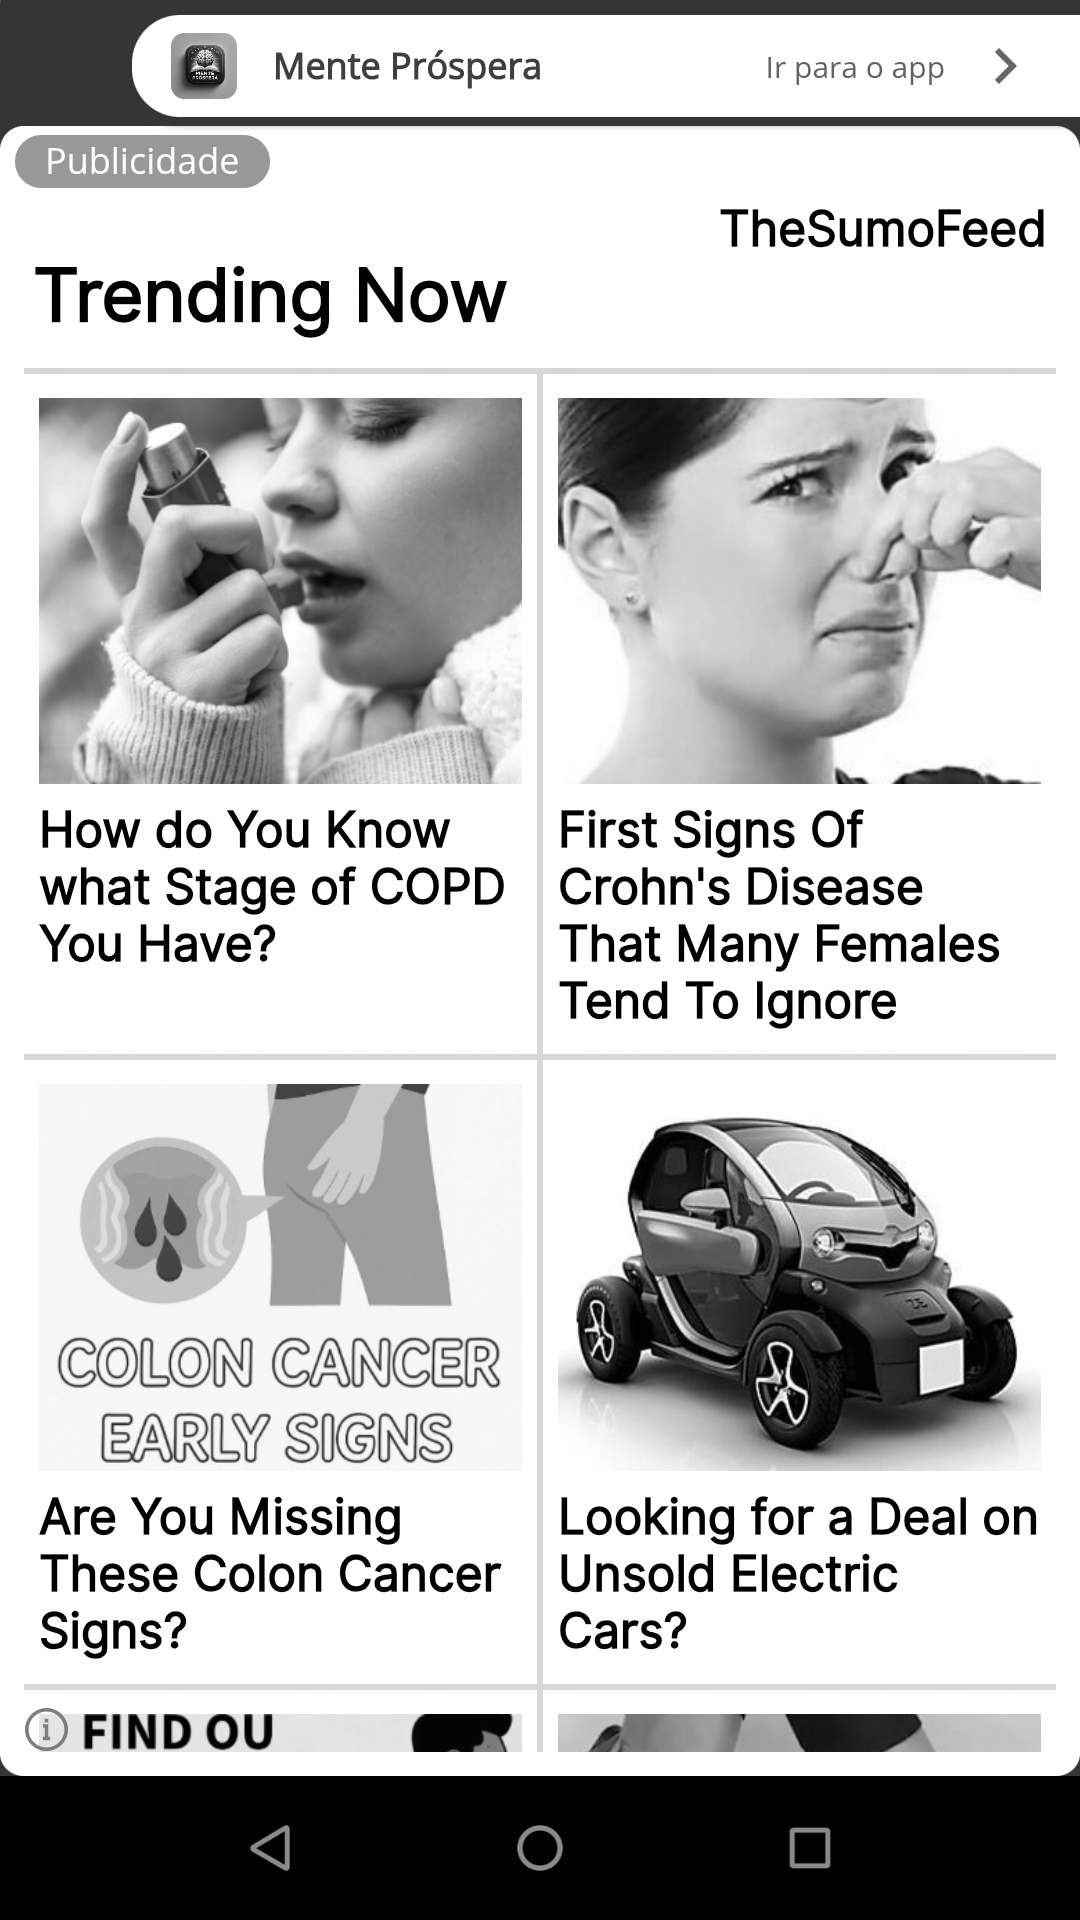 Mente Próspera
Ir para o app
MENTE
PRÓSPERA
Publicidade
TheSumoFeed
Trending Now
How do You Know
what Stage of COPD
You Have?
First Signs Of
Crohn's Disease
That Many Females
Tend To Ignore
COLON CANCER
EARLY SIGNS
Are You Missing
These Colon Cancer
Signs?
Looking for a Deal on
Unsold Electric
Cars?
FIND OU